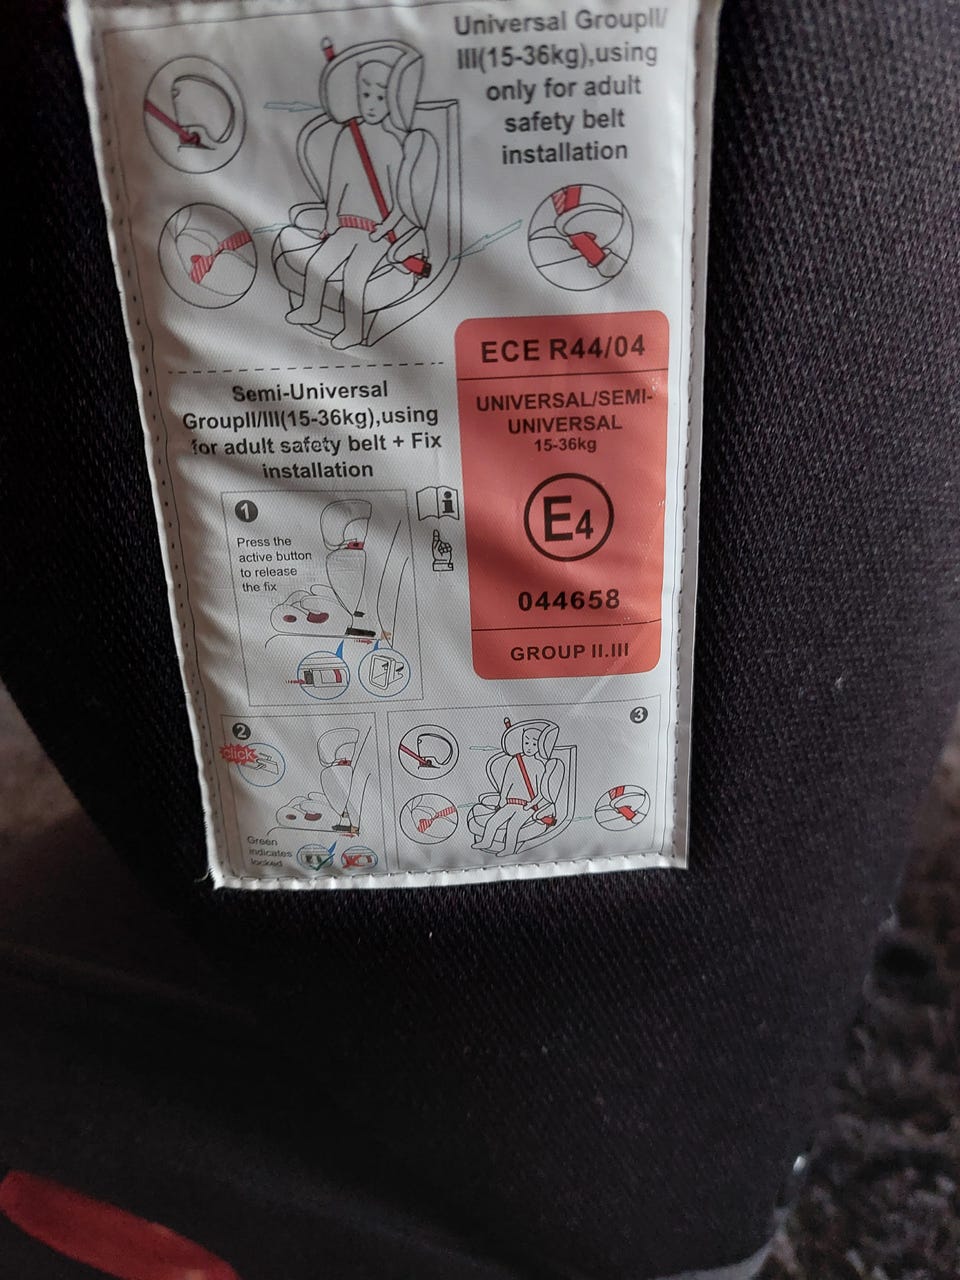 Universal GroupII/
III(15-36kg),using
only for adult
safety belt
installation
ECE R44/04
UNIVERSAL/SEMI-
UNIVERSAL
15-36kg
E4
044658
GROUP II.III
Semi-Universal
GroupII/III(15-36kg),using
for adult safety belt + Fix
installation
1
Press the
active button
to release
the fix
i
2
click
Green
indicates
locked
3